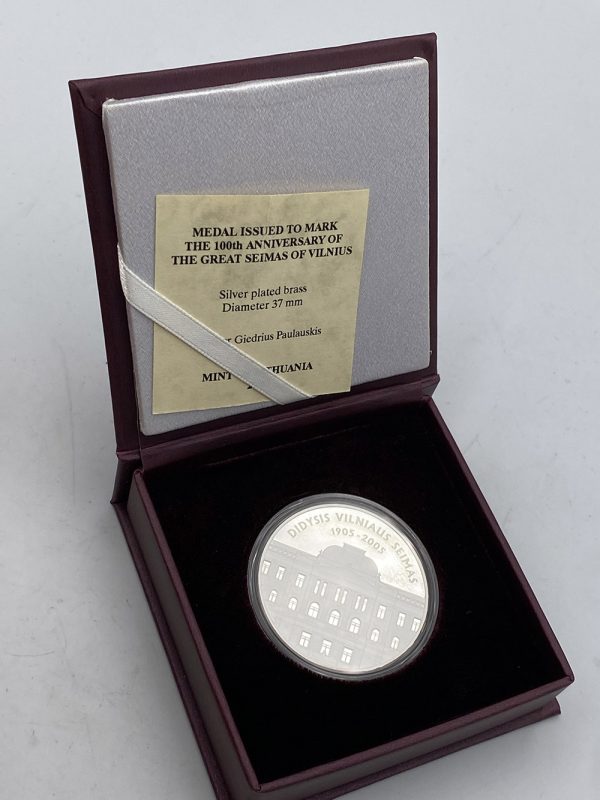 MEDAL ISSUED TO MARK
THE 100th ANNIVERSARY OF
THE GREAT SEIMAS OF VILNIUS
Silver plated brass
Diameter 37 mm
Giedrius Paulauskis
MINT
DIDYSIS VILNIAUS SEIMAS
1905-2005